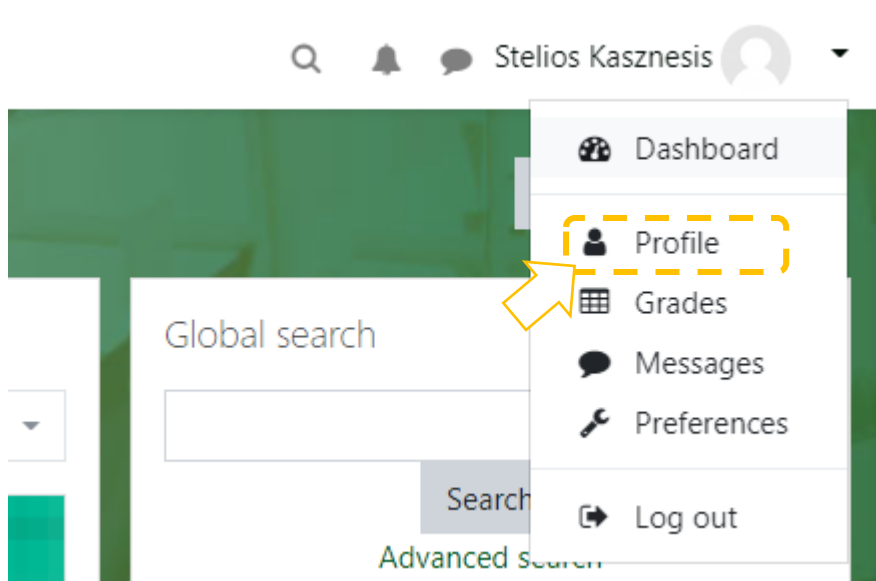 Stelios Kasznesis
Dashboard
Profile
Grades
Messages
Preferences
Log out
Global search
Search
Advanced search